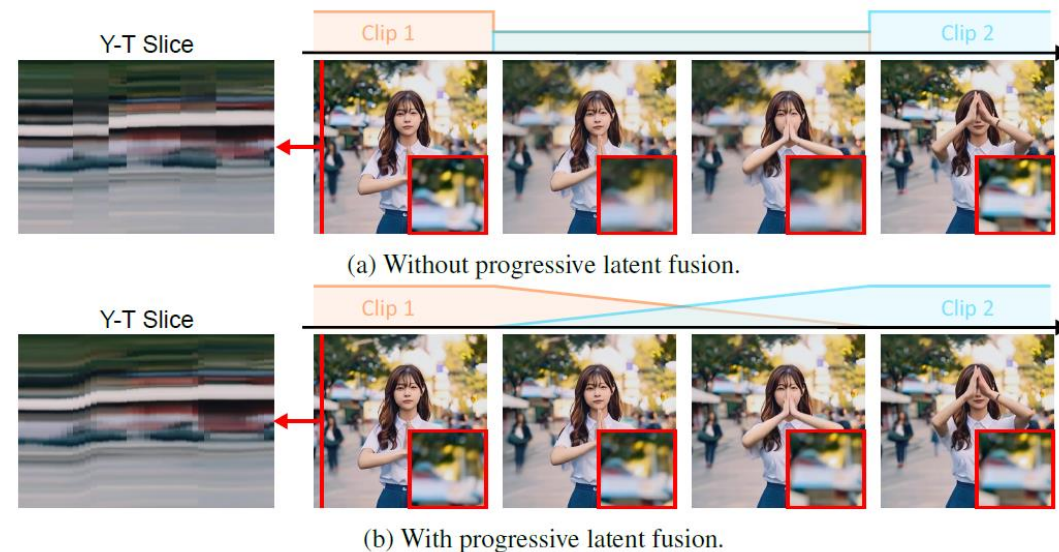 Y-T Slice
Clip 1
Clip 2
(a) Without progressive latent fusion.
Y-T Slice
Clip 1
Clip 2
(b) With progressive latent fusion.